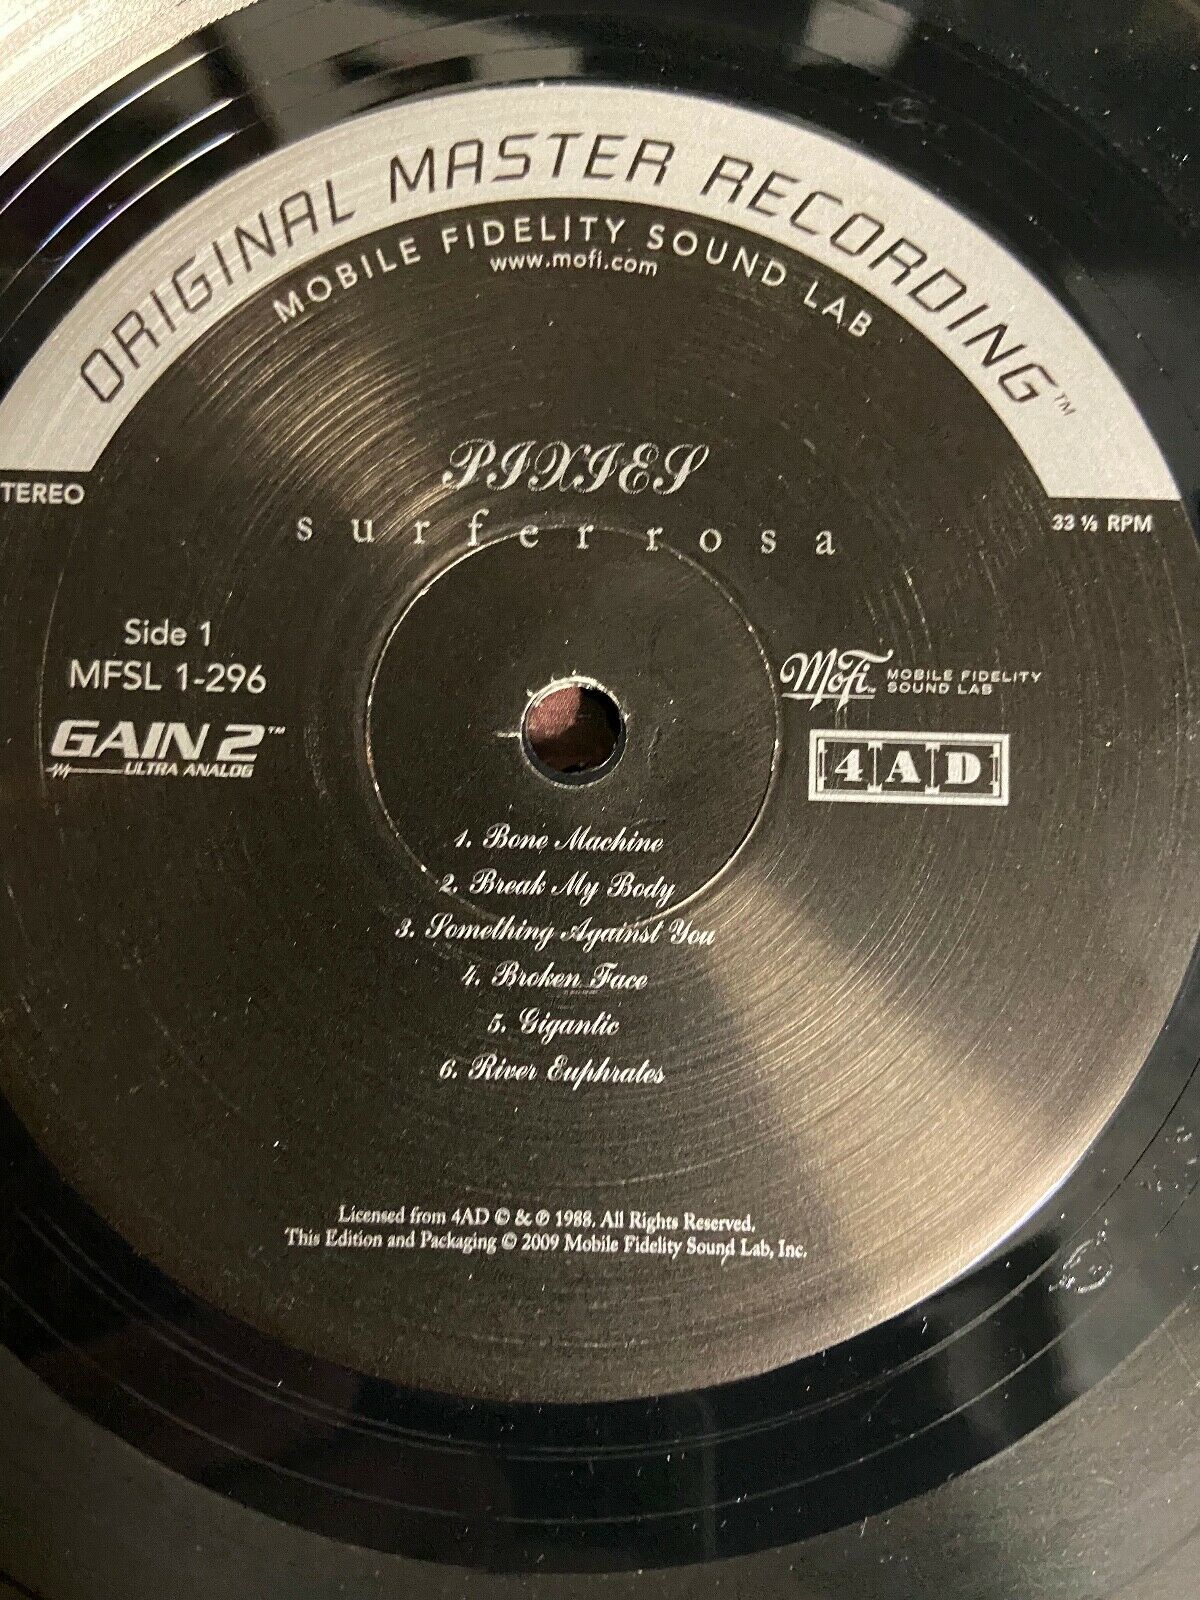 ORIGINAL MASTER RECORDING™
MOBILE FIDELITY SOUND LAB
www.mofi.com
PIXIES
surfer rosa
TEREO
33 ⅓ RPM
Side 1
MFSL 1-296
GAIN 2™
ULTRA ANALOG
MoFi™ MOBILE FIDELITY
SOUND LAB
4AD
1. Bone Machine
2. Break My Body
3. Something Against You
4. Broken Face
5. Gigantic
6. River Euphrates
Licensed from 4AD © & ℗ 1988. All Rights Reserved.
This Edition and Packaging © 2009 Mobile Fidelity Sound Lab, Inc.